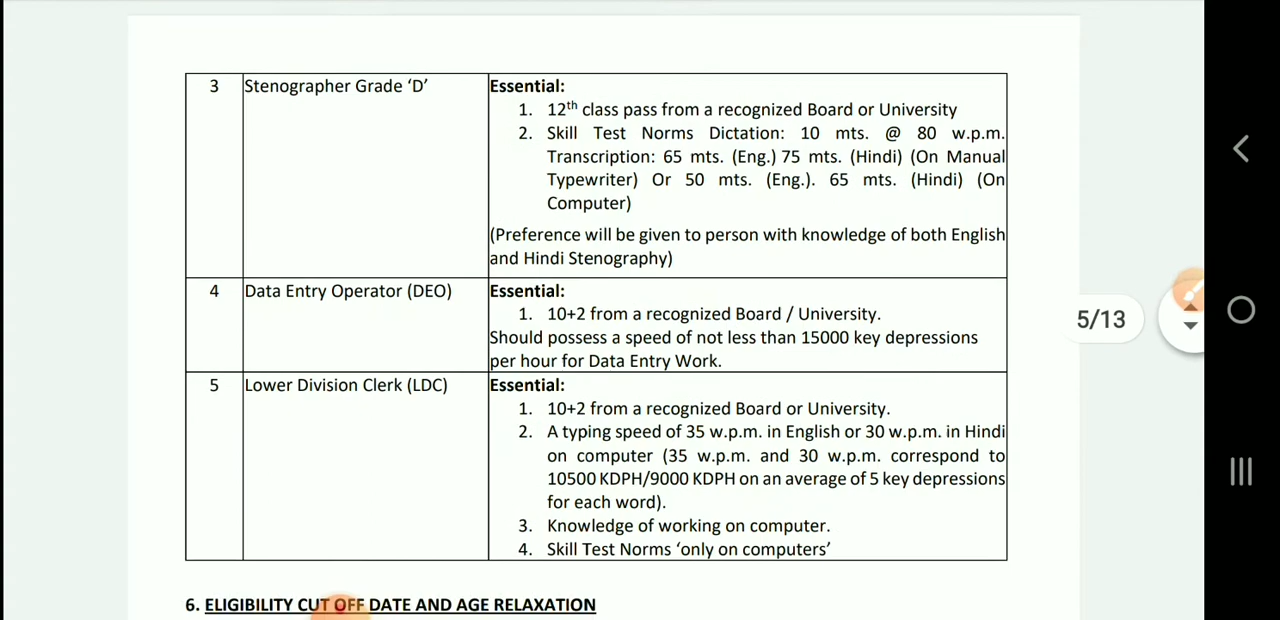 3 Stenographer Grade ‘D’ Essential:
1. 12th class pass from a recognized Board or University
2. Skill Test Norms Dictation: 10 mts. @ 80 w.p.m.
Transcription: 65 mts. (Eng.) 75 mts. (Hindi) (On Manual
Typewriter) Or 50 mts. (Eng.). 65 mts. (Hindi) (On
Computer)
(Preference will be given to person with knowledge of both English
and Hindi Stenography)
4 Data Entry Operator (DEO) Essential:
1. 10+2 from a recognized Board / University.
Should possess a speed of not less than 15000 key depressions
per hour for Data Entry Work.
5 Lower Division Clerk (LDC) Essential:
1. 10+2 from a recognized Board or University.
2. A typing speed of 35 w.p.m. in English or 30 w.p.m. in Hindi
on computer (35 w.p.m. and 30 w.p.m. correspond to
10500 KDPH/9000 KDPH on an average of 5 key depressions
for each word).
3. Knowledge of working on computer.
4. Skill Test Norms ‘only on computers’
6. ELIGIBILITY CUT OFF DATE AND AGE RELAXATION
5/13